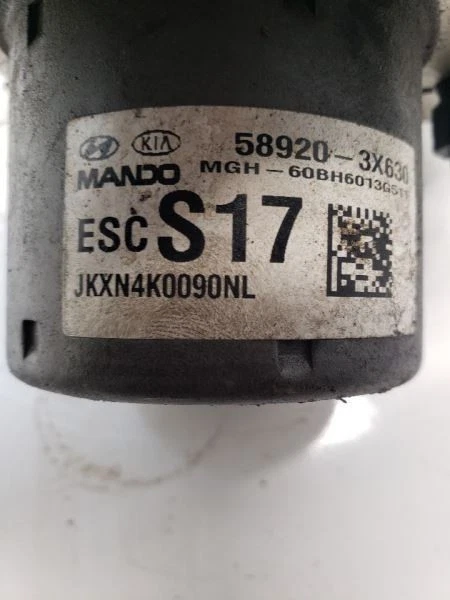 KIA 58920-3X630
MANDO MGH-60BH6013G511
ESC S17
JKXN4K0090NL